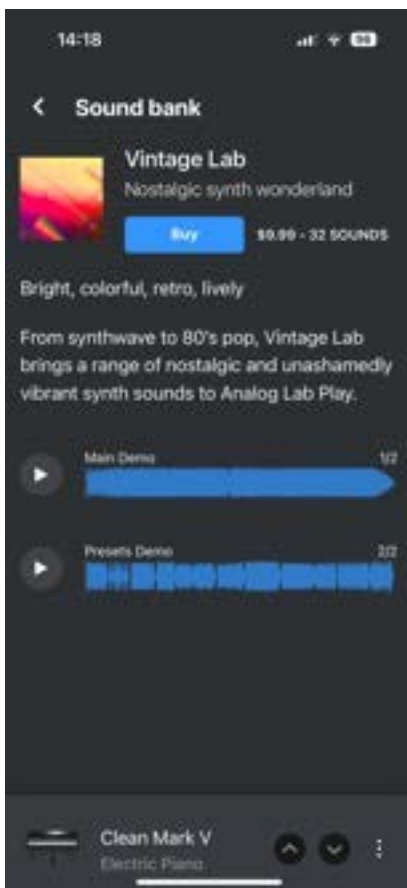 14:18
96
Sound bank
Vintage Lab
Nostalgic synth wonderland
Buy
$9.99 - 32 SOUNDS
Bright, colorful, retro, lively
From synthwave to 80's pop, Vintage Lab
brings a range of nostalgic and unashamedly
vibrant synth sounds to Analog Lab Play.
Main Demo
1/2
Presets Demo
2/2
Clean Mark V
Electric Piano